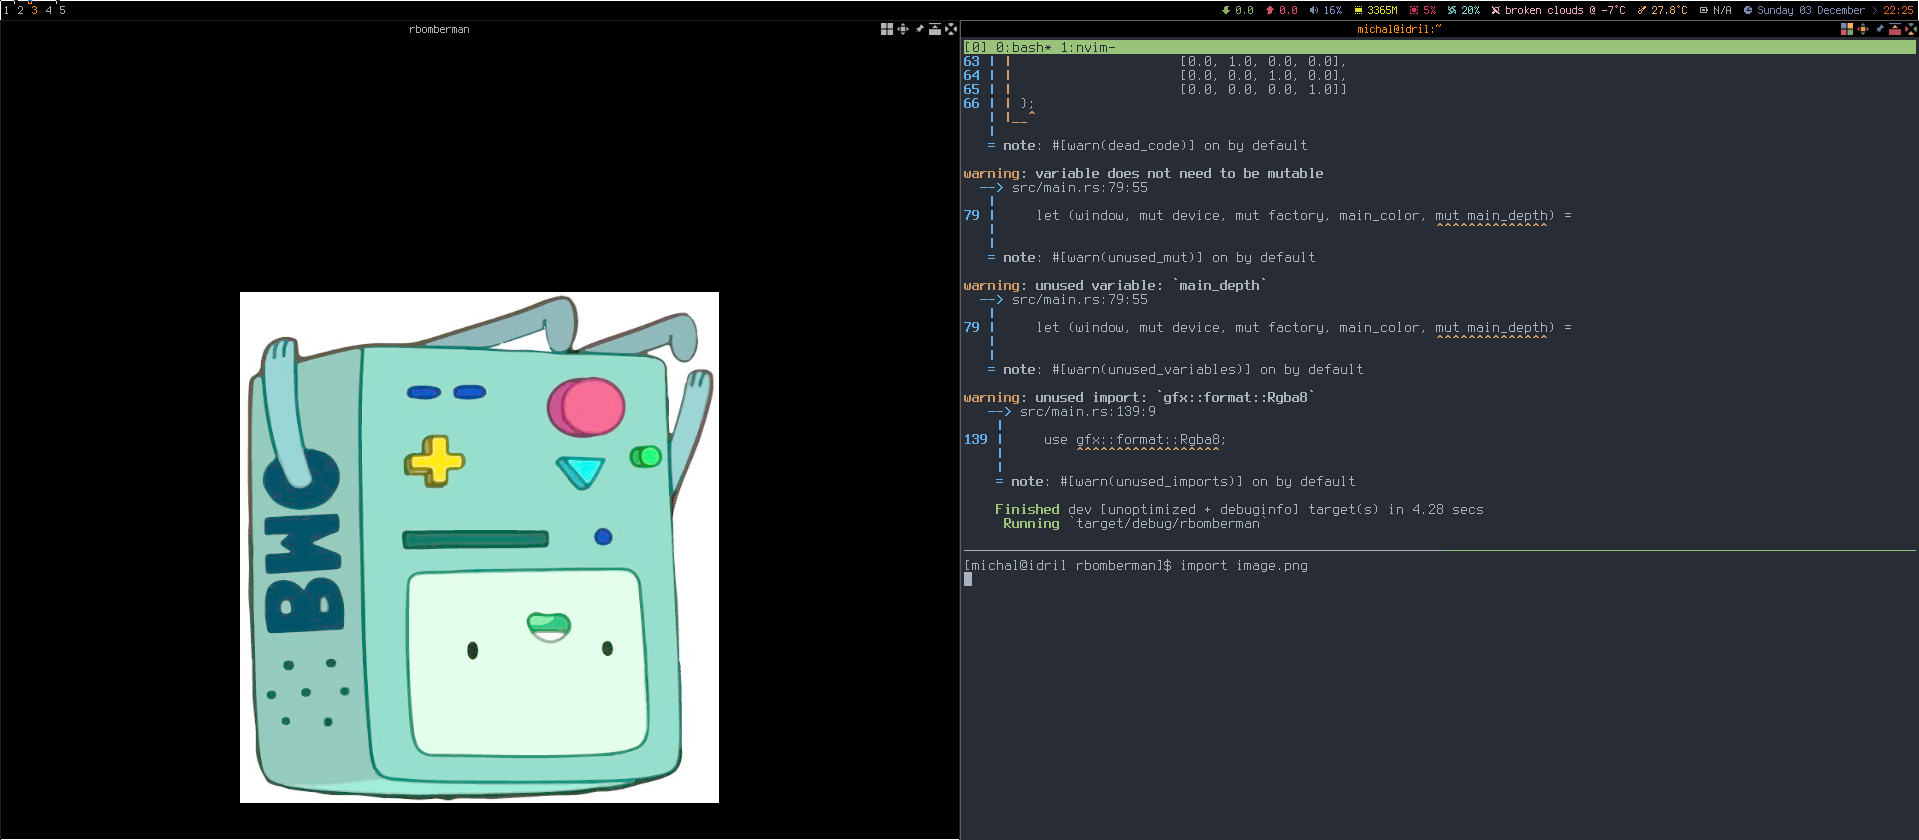 1 2 3 4 5
0.0 0.0 16% 3365M 5% 20% broken clouds @ -7°C 27.8°C N/A Sunday 03 December > 22:25
rbomberman
michal@idril:~
[0] 0:bash* 1:nvim-
63 | | [0.0, 1.0, 0.0, 0.0],
64 | | [0.0, 0.0, 1.0, 0.0],
65 | | [0.0, 0.0, 0.0, 1.0]]
66 | | };
| |__^
|
= note: #[warn(dead_code)] on by default
warning: variable does not need to be mutable
--> src/main.rs:79:55
|
79 | let (window, mut device, mut factory, main_color, mut main_depth) =
| ^^^^^^^^^^^^^^
|
= note: #[warn(unused_mut)] on by default
warning: unused variable: `main_depth`
--> src/main.rs:79:55
|
79 | let (window, mut device, mut factory, main_color, mut main_depth) =
| ^^^^^^^^^^^^^^
|
= note: #[warn(unused_variables)] on by default
warning: unused import: `gfx::format::Rgba8`
--> src/main.rs:139:9
|
139 | use gfx::format::Rgba8;
| ^^^^^^^^^^^^^^^^^^
|
= note: #[warn(unused_imports)] on by default
Finished dev [unoptimized + debuginfo] target(s) in 4.28 secs
Running `target/debug/rbomberman`
[michal@idril rbomberman]$ import image.png
BMO